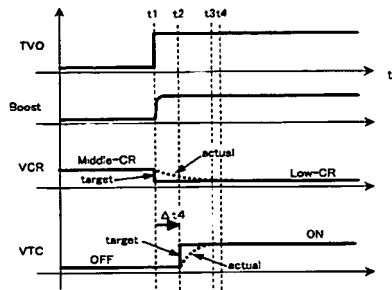 t1 t2 t3 t4
TVO
t
Boost
VCR
Middle-CR
actual
target
Low-CR
Δt4
VTC
target
ON
OFF
actual